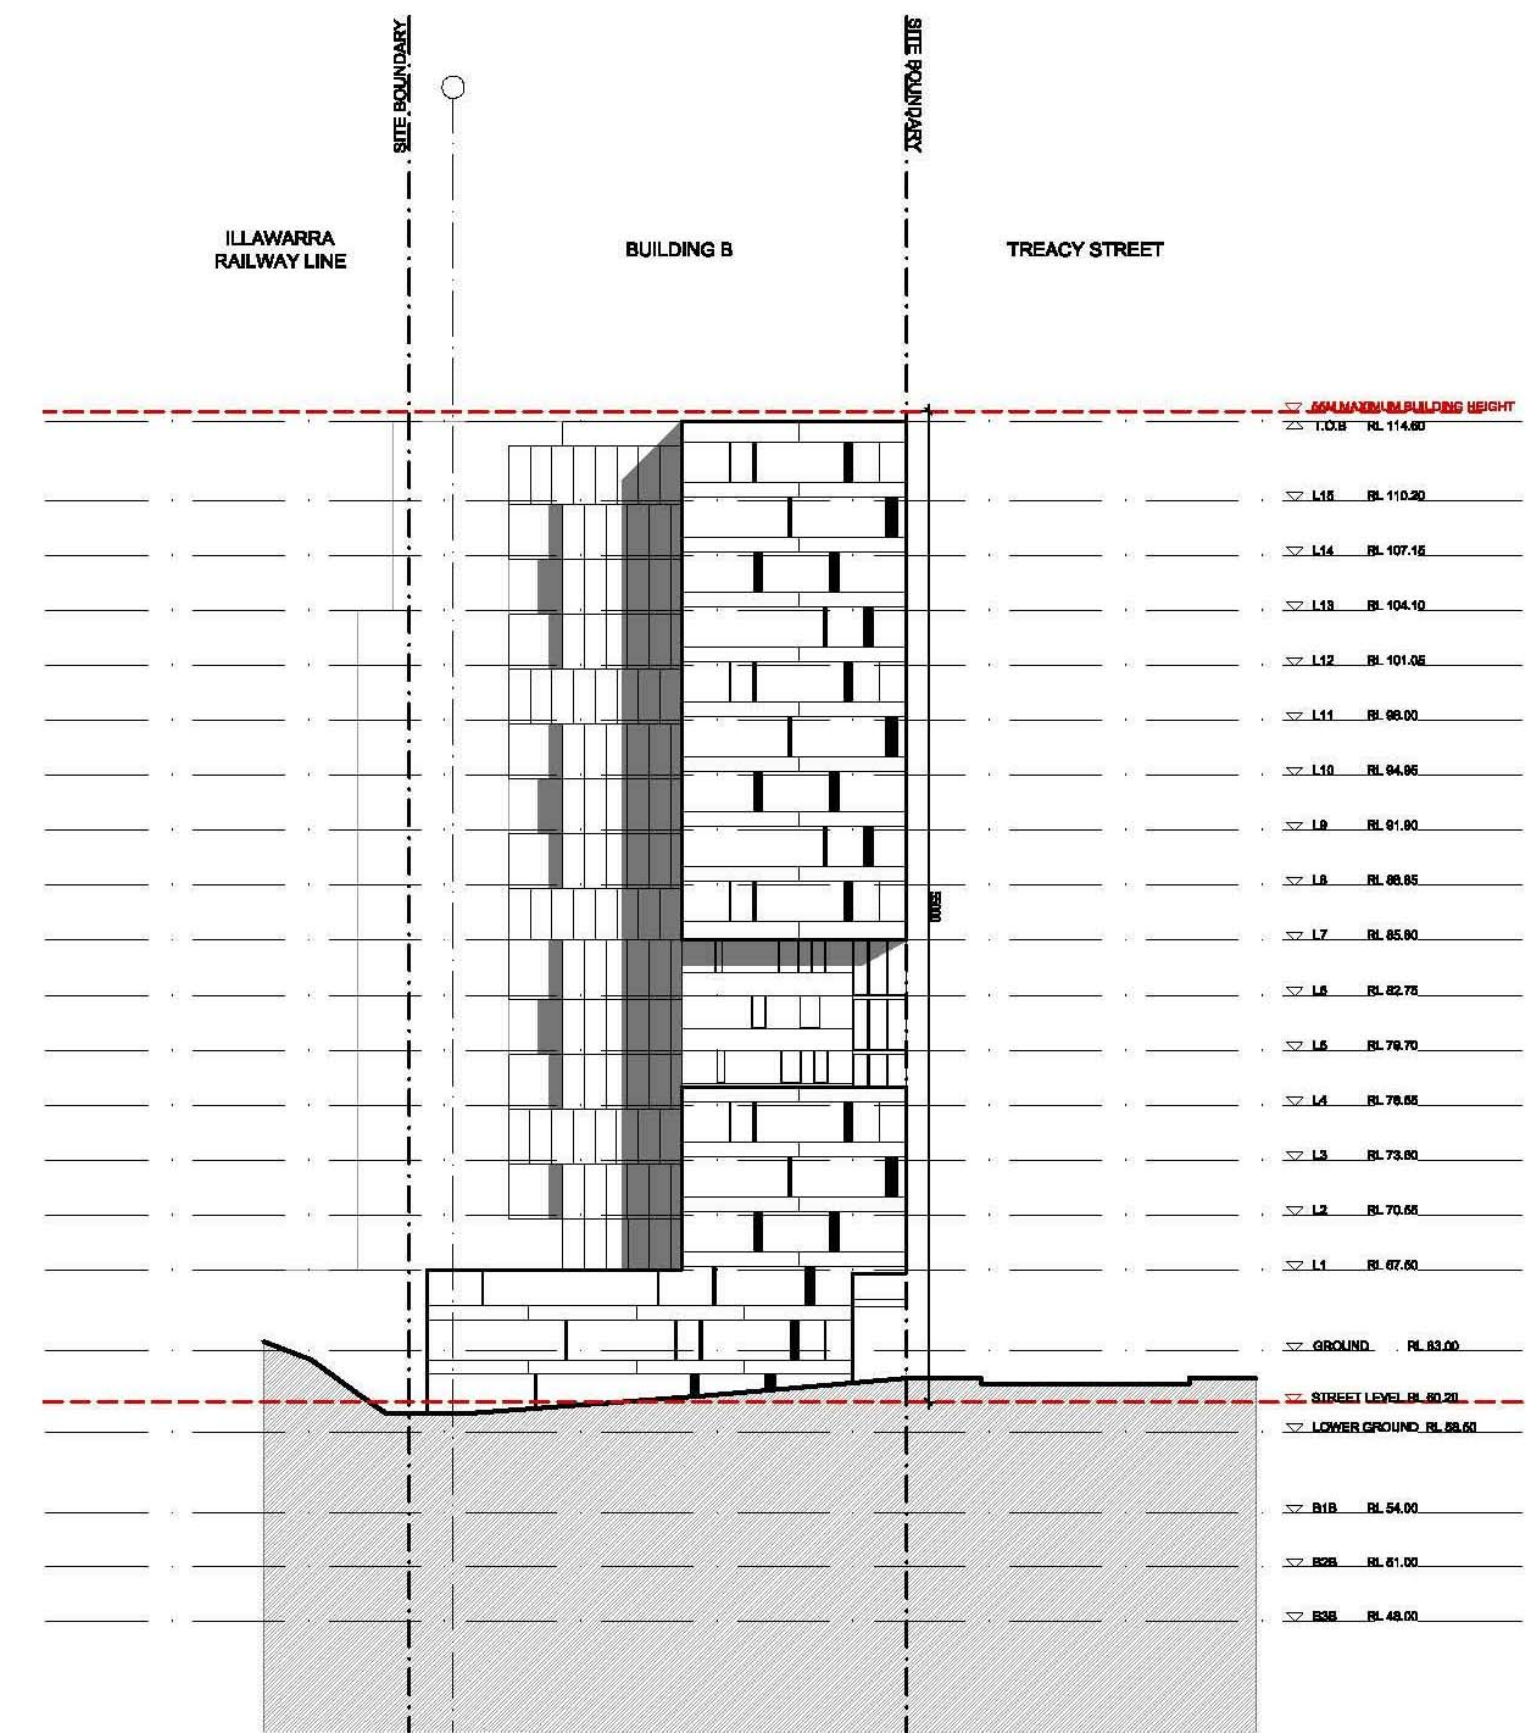 SITE BOUNDARY
SITE BOUNDARY
ILLAWARRA
RAILWAY LINE
BUILDING B
TREACY STREET
55M MAXIMUM BUILDING HEIGHT
T.O.B RL 114.60
L15 RL 110.20
L14 RL 107.15
L13 RL 104.10
L12 RL 101.05
L11 RL 98.00
L10 RL 94.95
L9 RL 91.90
L8 RL 88.85
L7 RL 85.80
55000
L6 RL 82.75
L5 RL 79.70
L4 RL 76.65
L3 RL 73.60
L2 RL 70.55
L1 RL 67.50
GROUND RL 63.00
STREET LEVEL RL 60.20
LOWER GROUND RL 58.50
B1B RL 54.00
B2B RL 51.00
B3B RL 48.00